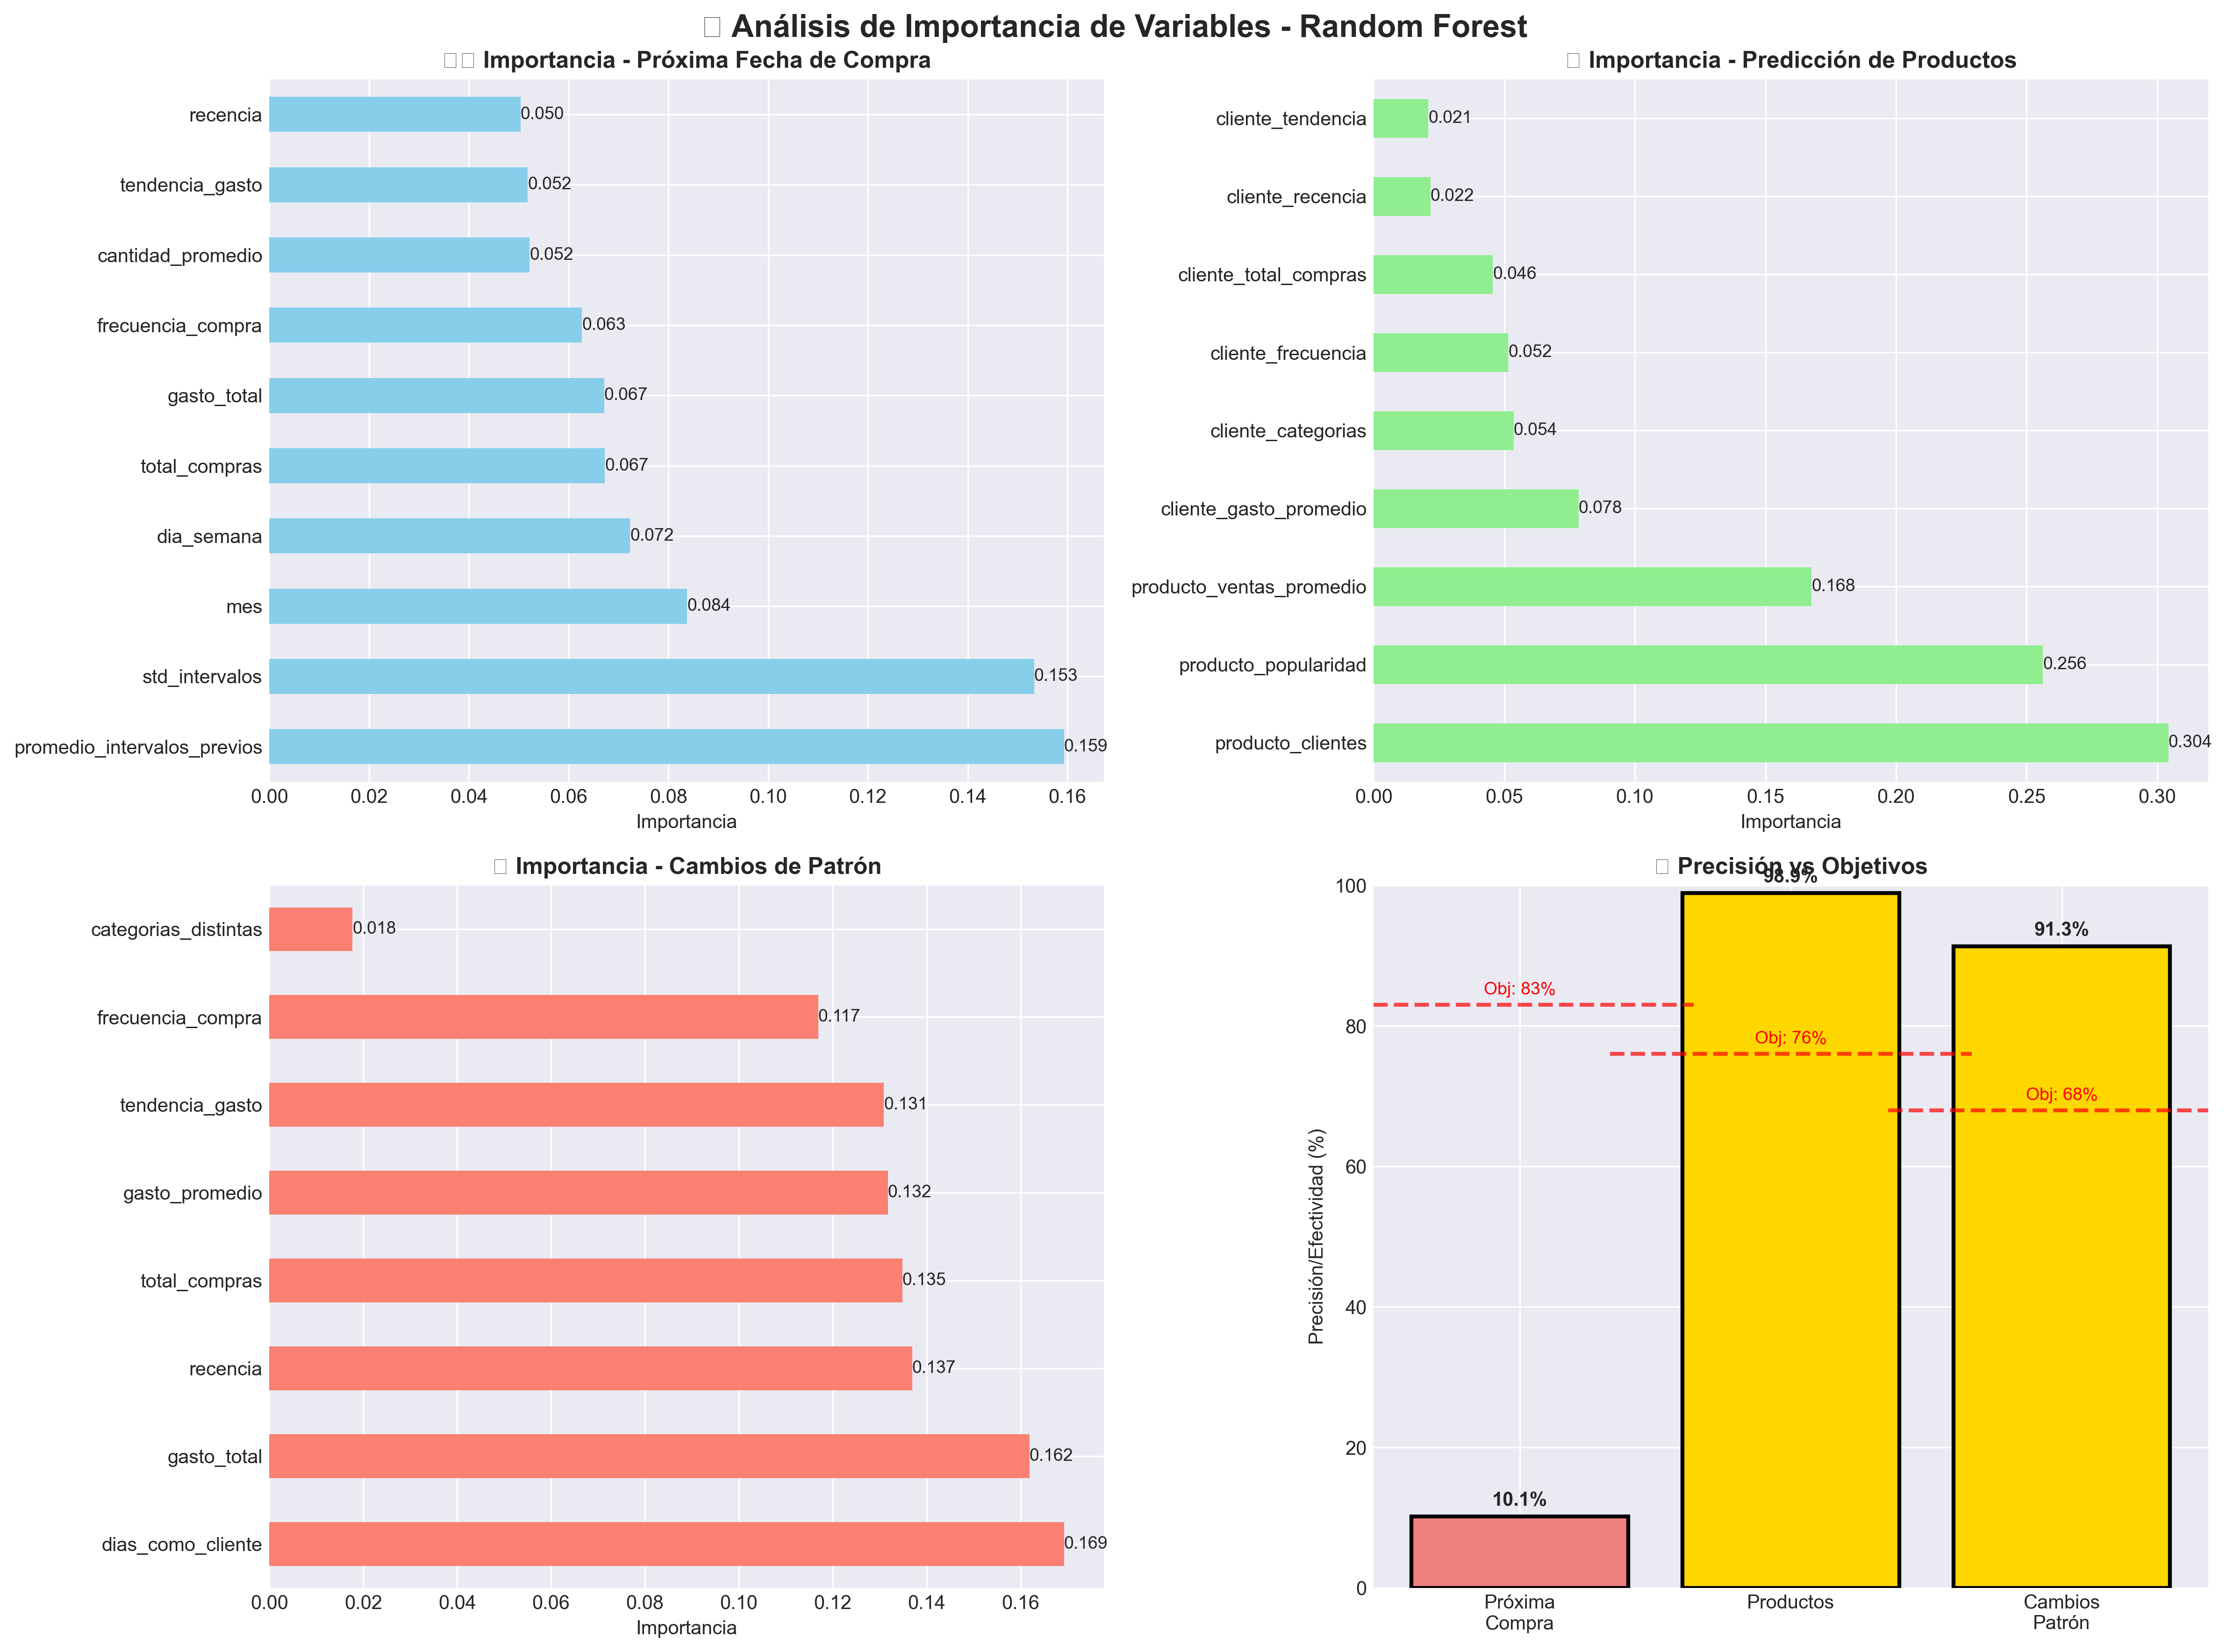 Análisis de Importancia de Variables - Random Forest
Importancia - Próxima Fecha de Compra
recencia
0.050
tendencia_gasto
0.052
cantidad_promedio
0.052
frecuencia_compra
0.063
gasto_total
0.067
total_compras
0.067
dia_semana
0.072
mes
0.084
std_intervalos
0.153
promedio_intervalos_previos
0.159
0.00 0.02 0.04 0.06 0.08 0.10 0.12 0.14 0.16
Importancia
Importancia - Predicción de Productos
cliente_tendencia
0.021
cliente_recencia
0.022
cliente_total_compras
0.046
cliente_frecuencia
0.052
cliente_categorias
0.054
cliente_gasto_promedio
0.078
producto_ventas_promedio
0.168
producto_popularidad
0.256
producto_clientes
0.304
0.00 0.05 0.10 0.15 0.20 0.25 0.30
Importancia
Importancia - Cambios de Patrón
categorias_distintas
0.018
frecuencia_compra
0.117
tendencia_gasto
0.131
gasto_promedio
0.132
total_compras
0.135
recencia
0.137
gasto_total
0.162
dias_como_cliente
0.169
0.00 0.02 0.04 0.06 0.08 0.10 0.12 0.14 0.16
Importancia
Precisión vs Objetivos
98.9%
91.3%
Obj: 83%
Obj: 76%
Obj: 68%
10.1%
100
80
60
40
20
0
Precisión/Efectividad (%)
Próxima
Compra
Productos
Cambios
Patrón